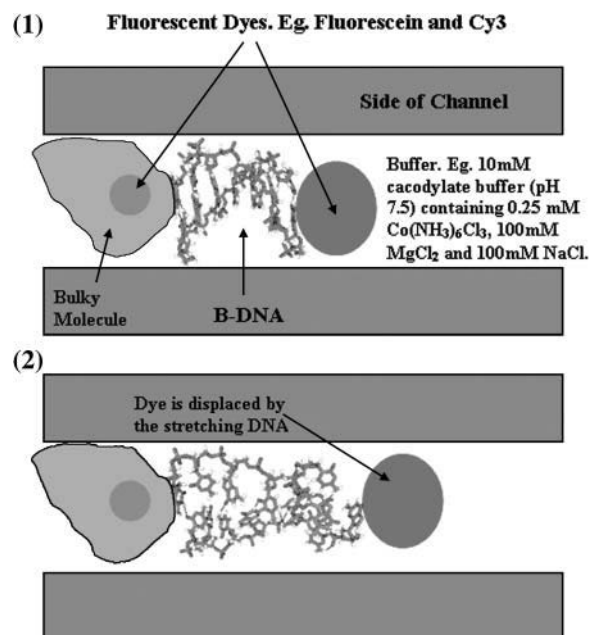 (1)
Fluorescent Dyes. Eg. Fluorescein and Cy3
Side of Channel
Buffer. Eg. 10mM
cacodylate buffer (pH
7.5) containing 0.25 mM
Co(NH3)6Cl3, 100mM
MgCl2 and 100mM NaCl.
Bulky
Molecule
B-DNA
(2)
Dye is displaced by
the stretching DNA